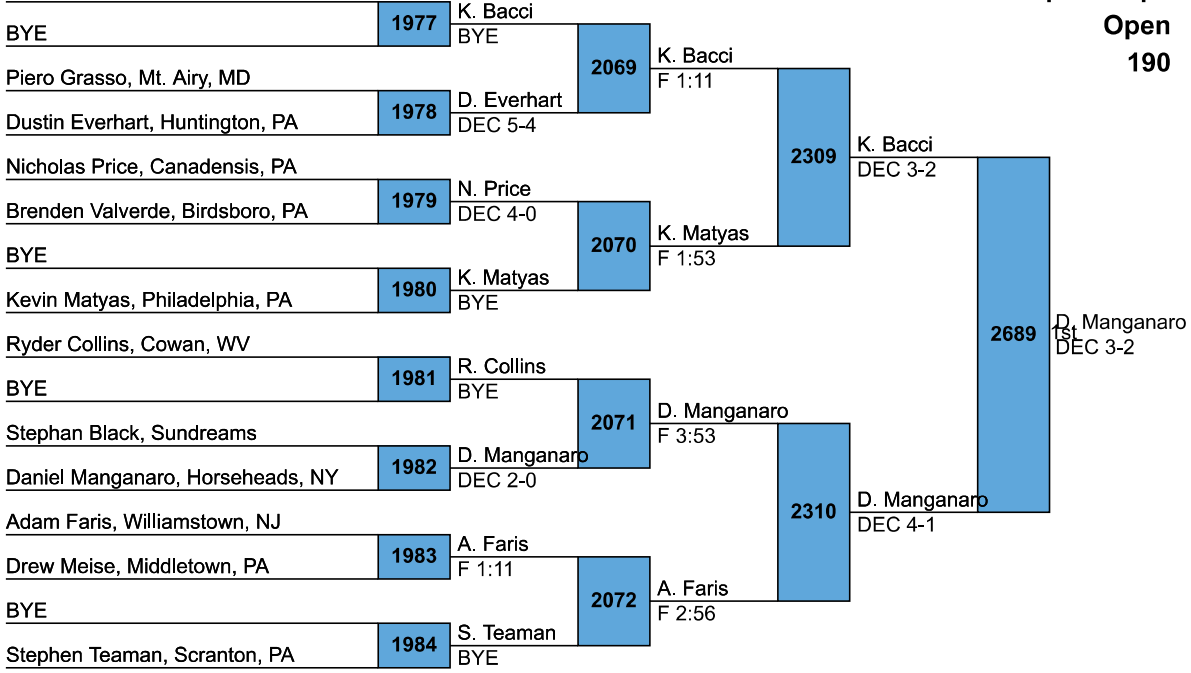 Open
190
BYE
1977
K. Bacci
BYE
Piero Grasso, Mt. Airy, MD
1978
Dustin Everhart, Huntington, PA
D. Everhart
DEC 5-4
2069
K. Bacci
F 1:11
Nicholas Price, Canadensis, PA
1979
Brenden Valverde, Birdsboro, PA
N. Price
DEC 4-0
BYE
1980
Kevin Matyas, Philadelphia, PA
K. Matyas
BYE
2070
K. Matyas
F 1:53
2309
K. Bacci
DEC 3-2
Ryder Collins, Cowan, WV
1981
BYE
R. Collins
BYE
Stephan Black, Sundreams
1982
Daniel Manganaro, Horseheads, NY
D. Manganaro
DEC 2-0
2071
D. Manganaro
F 3:53
Adam Faris, Williamstown, NJ
1983
Drew Meise, Middletown, PA
A. Faris
F 1:11
BYE
1984
Stephen Teaman, Scranton, PA
S. Teaman
BYE
2072
A. Faris
F 2:56
2310
D. Manganaro
DEC 4-1
2689
D. Manganaro
1st
DEC 3-2